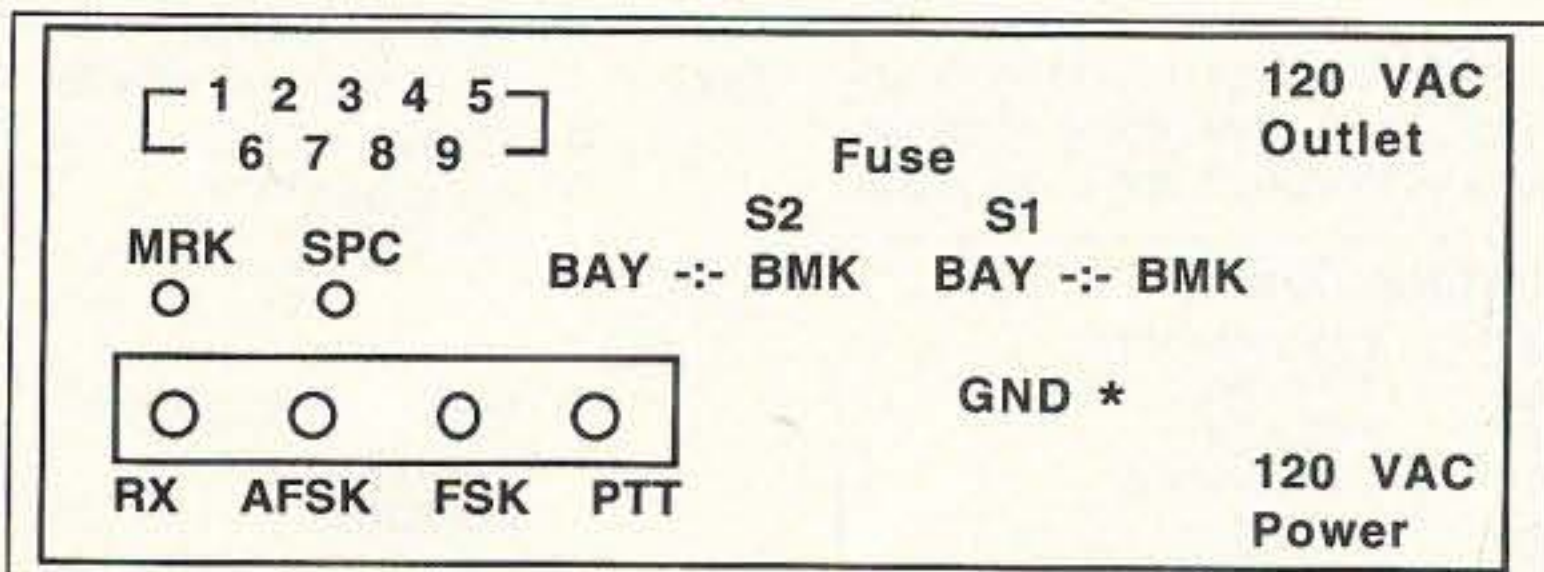 1 2 3 4 5
6 7 8 9
120 VAC
Outlet
Fuse
S2 S1
MRK SPC
BAY -:- BMK BAY -:- BMK
GND *
RX AFSK FSK PTT
120 VAC
Power